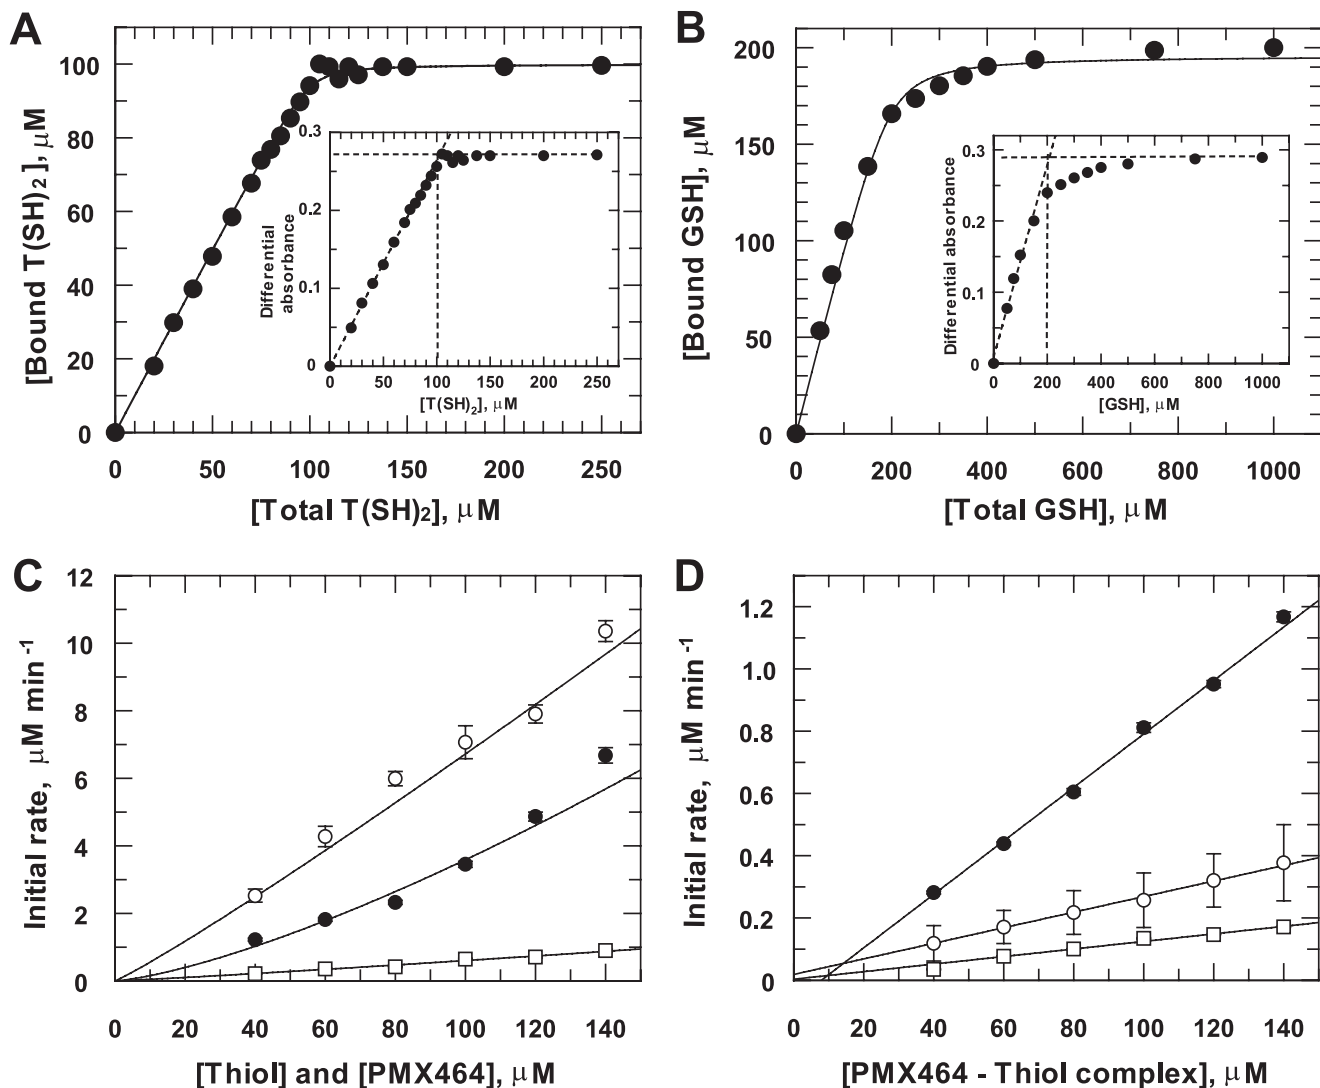 A
[Bound T(SH)2], μM
100
80
60
40
20
0
0 50 100 150 200 250
[Total T(SH)2], μM
Differential
absorbance
0.3
0.2
0.1
0
0 50 100 150 200 250
[T(SH)2], μM
B
[Bound GSH], μM
200
150
100
50
0
0 200 400 600 800 1000
[Total GSH], μM
Differential absorbance
0.3
0.2
0.1
0
0 200 400 600 800 1000
[GSH], μM
C
Initial rate, μM min-1
12
10
8
6
4
2
0
0 20 40 60 80 100 120 140
[Thiol] and [PMX464], μM
D
Initial rate, μM min-1
1.2
1.0
0.8
0.6
0.4
0.2
0
0 20 40 60 80 100 120 140
[PMX464 - Thiol complex], μM